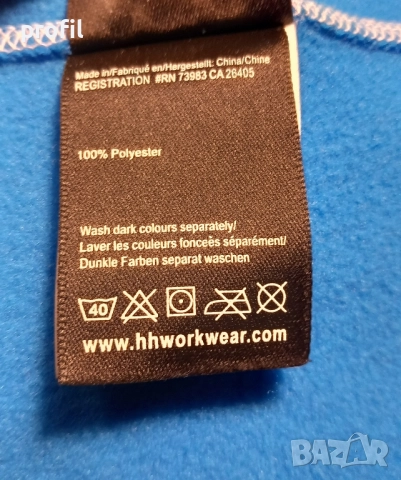 profil
Made in/Fabriqué en/Hergestellt: China/Chine
REGISTRATION #RN 73983 CA 26405
100% Polyester
Wash dark colours separately/
Laver les couleurs foncées séparément/
Dunkle Farben separat waschen
40
www.hhworkwear.com
BAZAR